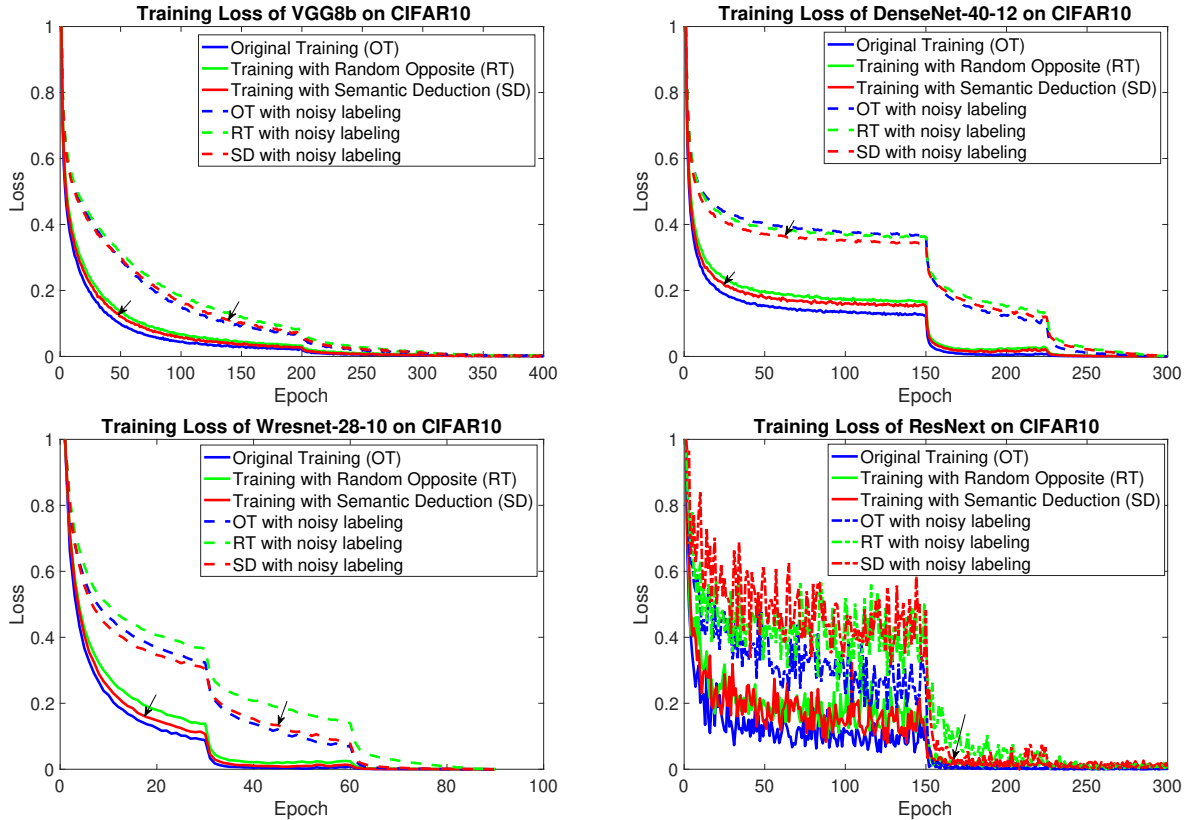 Training Loss of VGG8b on CIFAR10
1
0.8
0.6
0.4
0.2
0
Loss
0 50 100 150 200 250 300 350 400
Epoch
Original Training (OT)
Training with Random Opposite (RT)
Training with Semantic Deduction (SD)
OT with noisy labeling
RT with noisy labeling
SD with noisy labeling
Training Loss of DenseNet-40-12 on CIFAR10
1
0.8
0.6
0.4
0.2
0
Loss
0 50 100 150 200 250 300
Epoch
Original Training (OT)
Training with Random Opposite (RT)
Training with Semantic Deduction (SD)
OT with noisy labeling
RT with noisy labeling
SD with noisy labeling
Training Loss of Wresnet-28-10 on CIFAR10
1
0.8
0.6
0.4
0.2
0
Loss
0 20 40 60 80 100
Epoch
Original Training (OT)
Training with Random Opposite (RT)
Training with Semantic Deduction (SD)
OT with noisy labeling
RT with noisy labeling
SD with noisy labeling
Training Loss of ResNext on CIFAR10
1
0.8
0.6
0.4
0.2
0
Loss
0 50 100 150 200 250 300
Epoch
Original Training (OT)
Training with Random Opposite (RT)
Training with Semantic Deduction (SD)
OT with noisy labeling
RT with noisy labeling
SD with noisy labeling